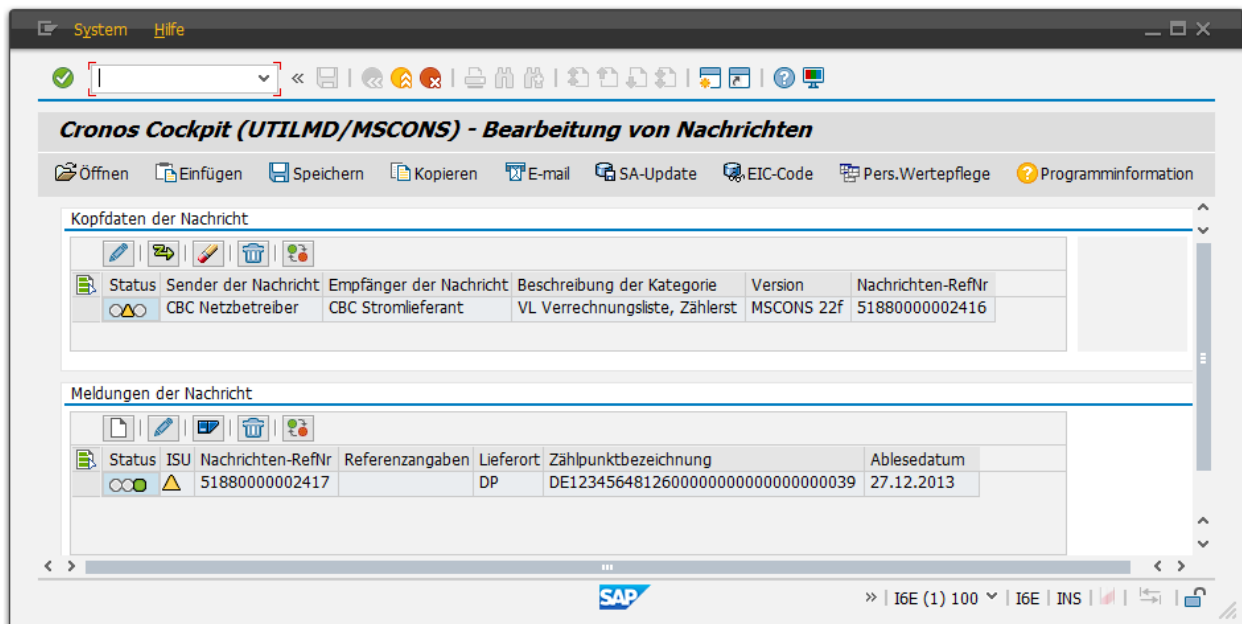 System Hilfe
Cronos Cockpit (UTILMD/MSCONS) - Bearbeitung von Nachrichten
Öffnen Einfügen Speichern Kopieren E-mail SA-Update EIC-Code Pers.Wertepflege Programminformation
Kopfdaten der Nachricht
Status Sender der Nachricht Empfänger der Nachricht Beschreibung der Kategorie Version Nachrichten-RefNr
CBC Netzbetreiber CBC Stromlieferant VL Verrechnungsliste, Zählerst MSCONS 22f 51880000002416
Meldungen der Nachricht
Status ISU Nachrichten-RefNr Referenzangaben Lieferort Zählpunktbezeichnung Ablesedatum
51880000002417 DP DE1234564812600000000000000000039 27.12.2013
SAP
» I6E (1) 100 I6E INS